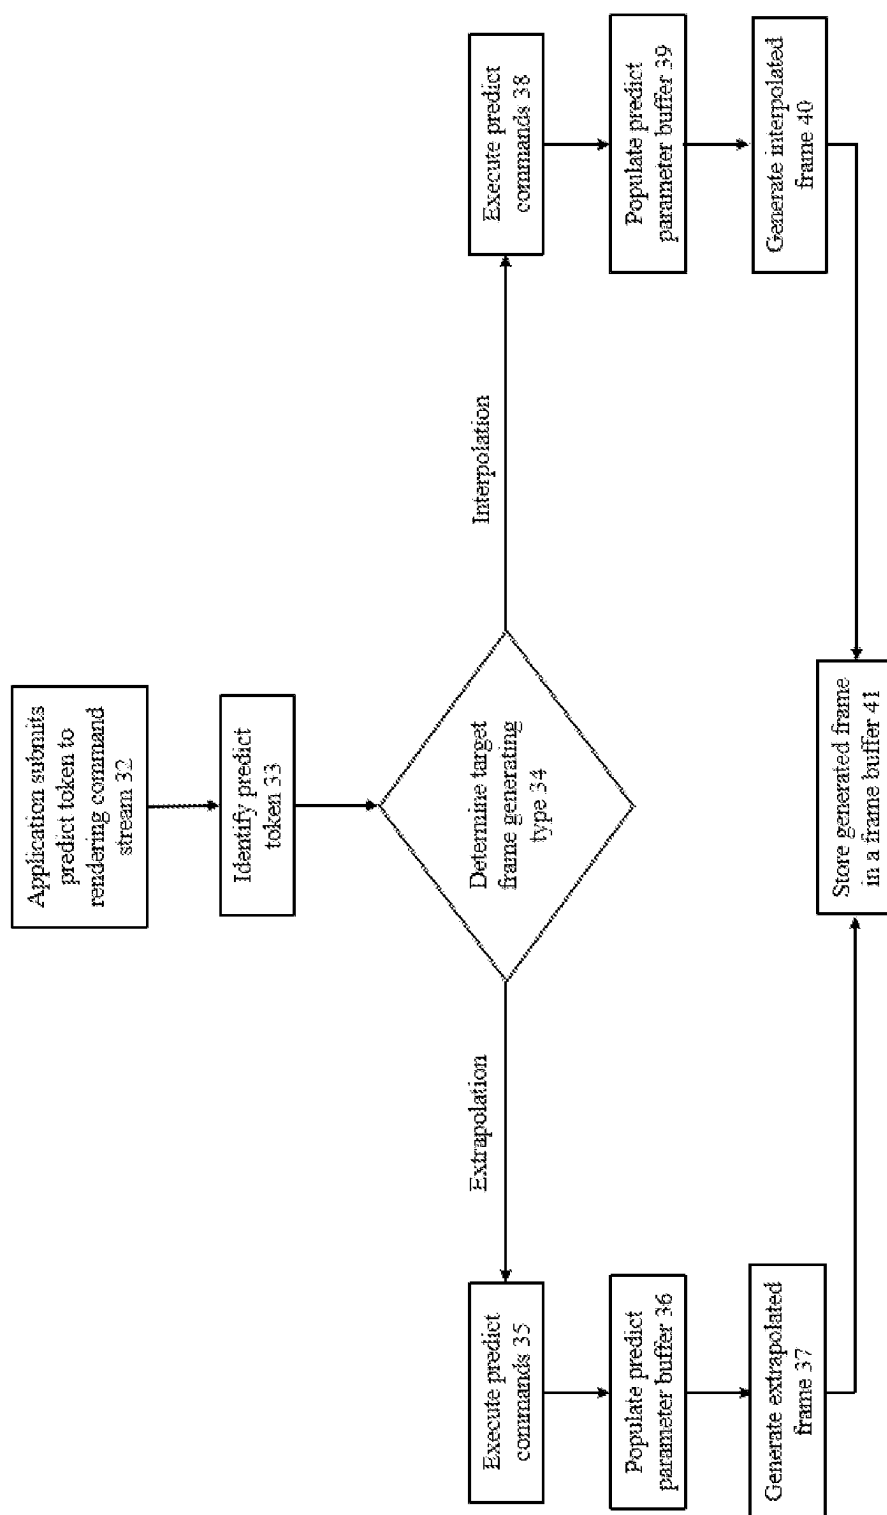 Application submits
predict token to
rendering command
stream 32
Identify predict
token 33
Determine target
frame generating
type 34
Extrapolation
Interpolation
Execute predict
commands 35
Populate predict
parameter buffer 36
Generate extrapolated
frame 37
Execute predict
commands 38
Populate predict
parameter buffer 39
Generate interpolated
frame 40
Store generated frame
in a frame buffer 41